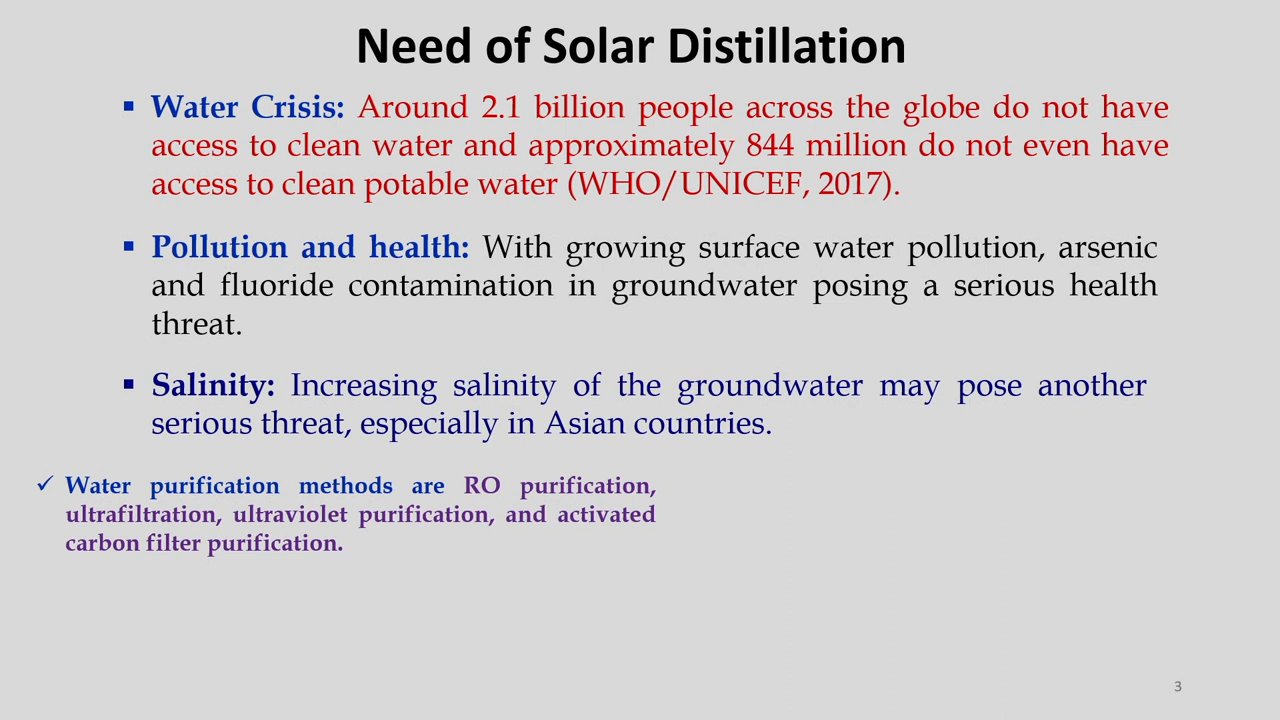 Need of Solar Distillation
▪ Water Crisis: Around 2.1 billion people across the globe do not have
access to clean water and approximately 844 million do not even have
access to clean potable water (WHO/UNICEF, 2017).
▪ Pollution and health: With growing surface water pollution, arsenic
and fluoride contamination in groundwater posing a serious health
threat.
▪ Salinity: Increasing salinity of the groundwater may pose another
serious threat, especially in Asian countries.
✓ Water purification methods are RO purification,
ultrafiltration, ultraviolet purification, and activated
carbon filter purification.
3